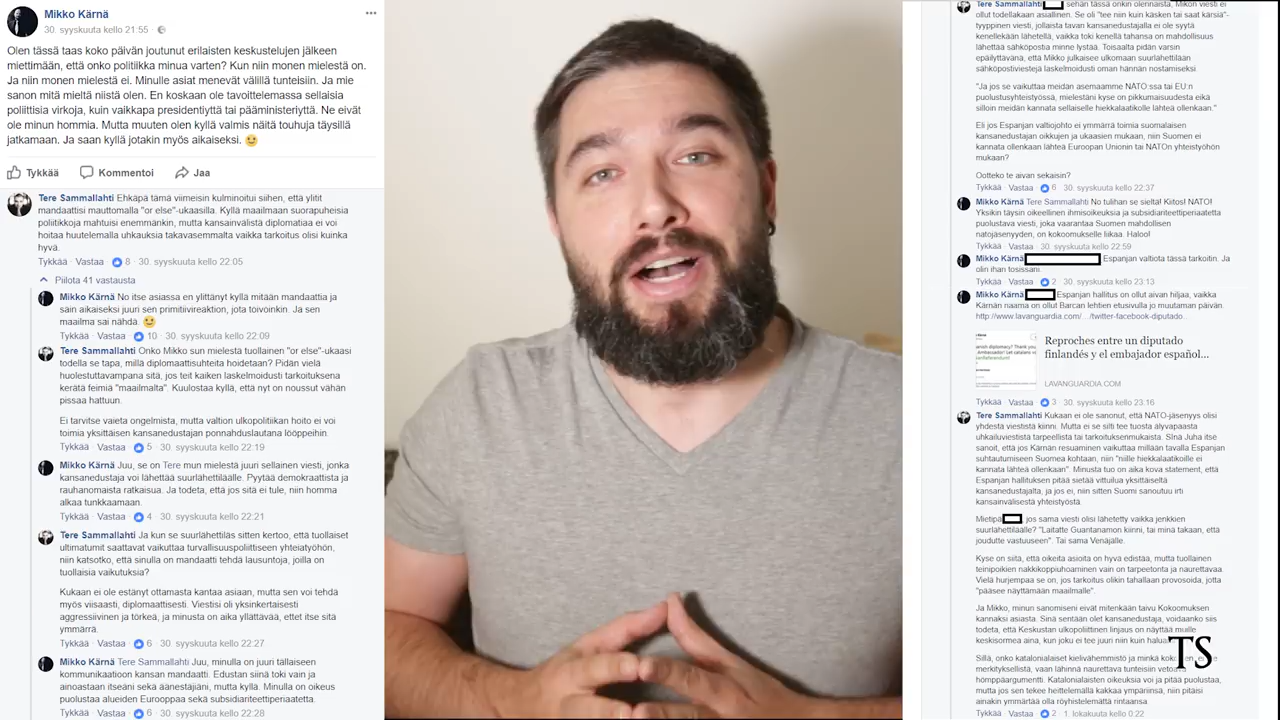 Mikko Kärnä
30. syyskuuta kello 21:55
Olen tässä taas koko päivän joutunut erilaisten keskustelujen jälkeen
miettimään, että onko politiikka minua varten? Kun niin monen mielestä on.
Ja niin monen mielestä ei. Minulle asiat menevät välillä tunteisiin. Ja mie
sanon mitä mieltä niistä olen. En koskaan ole tavoittelemassa sellaisia
poliittisia virkoja, kuin vaikkapa presidenttiyttä tai pääministeriyttä. Ne eivät
ole minun hommia. Mutta muuten olen kyllä valmis näitä touhuja täysillä
jatkamaan. Ja saan kyllä jotakin myös aikaiseksi.
Tykkää Kommentoi Jaa
Tere Sammallahti Ehkäpä tämä viimeisin kulminoitui siihen, että ylitit
mandaattisi mauttomalla "or else"-ukaasilla. Kyllä maailmaan suorapuheisia
poliitikkoja mahtuisi enemmänkin, mutta kansainvälistä diplomatiaa ei voi
hoitaa huutelemalla uhkauksia takavasemmalta vaikka tarkoitus olisi kuinka
hyvä.
Tykkää · Vastaa · 8 · 30. syyskuuta kello 22:05
Piilota 41 vastausta
Mikko Kärnä No itse asiassa en ylittänyt kyllä mitään mandaattia ja
sain aikaiseksi juuri sen primitiivireaktion, jota toivoinkin. Ja sen
maailma sai nähdä.
Tykkää · Vastaa · 10 · 30. syyskuuta kello 22:09
Tere Sammallahti Onko Mikko sun mielestä tuollainen "or else"-ukaasi
todella se tapa, millä diplomaattisuhteita hoidetaan? Pidän vielä
huolestuttavampana sitä, jos teit kaiken laskelmoidusti tarkoituksena
kerätä feimiä "maailmalta". Kuulostaa kyllä, että nyt on noussut vähän
pissaa hattuun.
Ei tarvitse vaieta ongelmista, mutta valtion ulkopolitiikan hoito ei voi
toimia yksittäisen kansanedustajan ponnahduslautana lööppeihin.
Tykkää · Vastaa · 5 · 30. syyskuuta kello 22:19
Mikko Kärnä Juu, se on Tere mun mielestä juuri sellainen viesti, jonka
kansanedustaja voi lähettää suurlähettiläälle. Pyytää demokraattista ja
rauhanomaista ratkaisua. Ja todeta, että jos sitä ei tule, niin homma
alkaa tunkkaamaan.
Tykkää · Vastaa · 4 · 30. syyskuuta kello 22:21
Tere Sammallahti Ja kun se suurlähettiläs sitten kertoo, että tuollaiset
ultimatumit saattavat vaikuttaa turvallisuuspoliittiseen yhteiatyöhön,
niin katsotko, että sinulla on mandaatti tehdä lausuntoja, joilla on
tuollaisia vaikutuksia?
Kukaan ei ole estänyt ottamasta kantaa asiaan, mutta sen voi tehdä
myös viisaasti, diplomaattisesti. Viestisi oli yksinkertaisesti
aggressiivinen ja törkeä, ja minusta on aika yllättävää, ettet itse sitä
ymmärrä.
Tykkää · Vastaa · 6 · 30. syyskuuta kello 22:27
Mikko Kärnä Tere Sammallahti Juu, minulla on juuri tällaiseen
kommunikaatioon kansan mandaatti. Edustan siinä toki vain ja
ainoastaan itseäni sekä äänestäjiäni, mutta kyllä. Minulla on oikeus
puolustaa alueiden Eurooppaa sekä subsidiariteettiperiaatetta.
Tykkää · Vastaa · 6 · 30. syyskuuta kello 22:28
Tere Sammallahti sehän tässä onkin olennaista. Mikon viesti ei
ollut todellakaan asiallinen. Se oli "tee niin kuin käsken tai saat kärsiä"-
tyyppinen viesti, jollaista tavan kansanedustajalla ei ole syytä
kenellekään lähetellä, vaikka toki kenellä tahansa on mahdollisuus
lähettää sähköpostia minne lystää. Toisaalta pidän varsin
epäilyttävänä, että Mikko julkaisee ulkomaan suurlähettilään
sähköpostiviestejä laskelmoidusti oman hännän nostamiseksi.
"Ja jos se vaikuttaa meidän asemaamme NATO:ssa tai EU:n
puolustusyhteistyössä, mielestäni kyse on pikkumaisuudesta eikä
silloin meidän kannata sellaiselle hiekkalaatikolle lähteä ollenkaan."
Eli jos Espanjan valtiojohto ei ymmärrä toimia suomalaisen
kansanedustajan oikkujen ja ukaasien mukaan, niin Suomen ei
kannata ollenkaan lähteä Euroopan Unionin tai NATOn yhteistyöhön
mukaan?
Ootteko te aivan sekaisin?
Tykkää · Vastaa · 6 · 30. syyskuuta kello 22:37
Mikko Kärnä Tere Sammallahti No tulihan se sieltä! Kiitos! NATO!
Yksikin täysin oikeellinen ihmisoikeuksia ja subsidiariteettiperiaatetta
puolustava viesti, joka vaarantaa Suomen mahdollisen
natojäsenyyden, on kokoomukselle liikaa. Haloo!
Tykkää · Vastaa · 30. syyskuuta kello 22:59
Mikko Kärnä Espanjan valtiota tässä tarkoitin. Ja
olin ihan tosissani.
Tykkää · Vastaa · 2 · 30. syyskuuta kello 23:13
Mikko Kärnä Espanjan hallitus on ollut aivan hiljaa, vaikka
Kärnän naama on ollut Barcan lehtien etusivulla jo muutaman päivän.
http://www.lavanguardia.com/.../twitter-facebook-diputado...
Reproches entre un diputado
finlandés y el embajador español...
LAVANGUARDIA.COM
Tykkää · Vastaa · 3 · 30. syyskuuta kello 23:16
Tere Sammallahti Kukaan ei ole sanonut, että NATO-jäsenyys olisi
yhdestä viestistä kiinni. Mutta ei se silti tee tuosta älyvapaasta
uhkailuviestistä tarpeellista tai tarkoituksenmukaista. SInä Juha itse
sanoit, että jos Kärnän resuaminen vaikuttaa millään tavalla Espanjan
suhtautumiseen Suomea kohtaan, niin "niille hiekkalaatikoille ei
kannata lähteä ollenkaan". Minusta tuo on aika kova statement, että
Espanjan hallituksen pitää sietää vittuilua yksittäiseltä
kansanedustajalta, ja jos ei, niin sitten Suomi sanoutuu irti
kansainvälisestä yhteistyöstä.
Mietipä jos sama viesti olisi lähetetty vaikka jenkkien
suurlähettiläälle? "Laitatte Guantanamon kiinni, tai minä takaan, että
joudutte vastuuseen". Tai sama Venäjälle.
Kyse on siitä, että oikeita asioita on hyvä edistää, mutta tuollainen
teinipoikien nakkikoppiuhoaminen vain on tarpeetonta ja naurettavaa.
Vielä hurjempaa se on, jos tarkoitus olikin tahallaan provosoida, jotta
"pääsee näyttämään maailmalle".
Ja Mikko, minun sanomiseni eivät mitenkään taivu Kokoomuksen
kannaksi asiasta. Sinä sentään olet kansanedustaja, voidaanko siis
todeta, että Keskustan ulkopoliittinen linjaus on näyttää muille
keskisormea aina, kun joku ei tee juuri niin kuin
TS
Sillä, onko katalonialaiset kielivähemmistö ja minkä
merkityksellistä, vaan lähinnä naurettava tunteisiin
hömppäargumentti. Katalonialaisten oikeuksia voi ja pitää puolustaa,
mutta jos sen tekee heittelemällä kakkaa ympäriinsä, niin pitäisi
ainakin ymmärtää olla röyhistelemättä rintaansa.
Tykkää · Vastaa · 2 · 1. lokakuuta kello 0:22